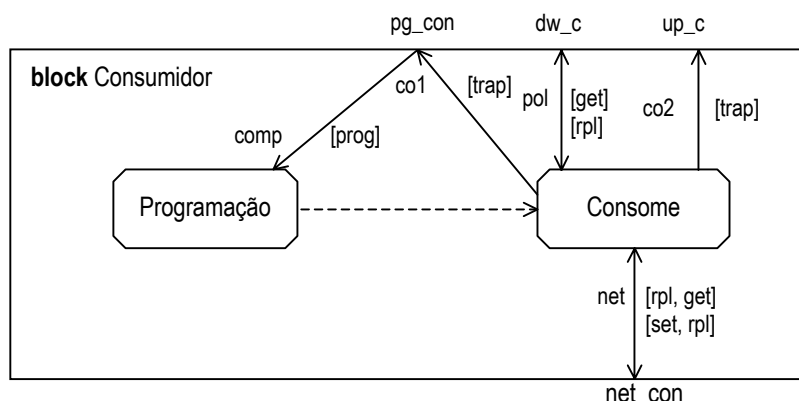 pg_con
dw_c
up_c
block Consumidor
co1
[trap]
pol
[get]
[rpl]
co2
[trap]
comp
[prog]
Programação
Consome
net
[rpl, get]
[set, rpl]
net_con